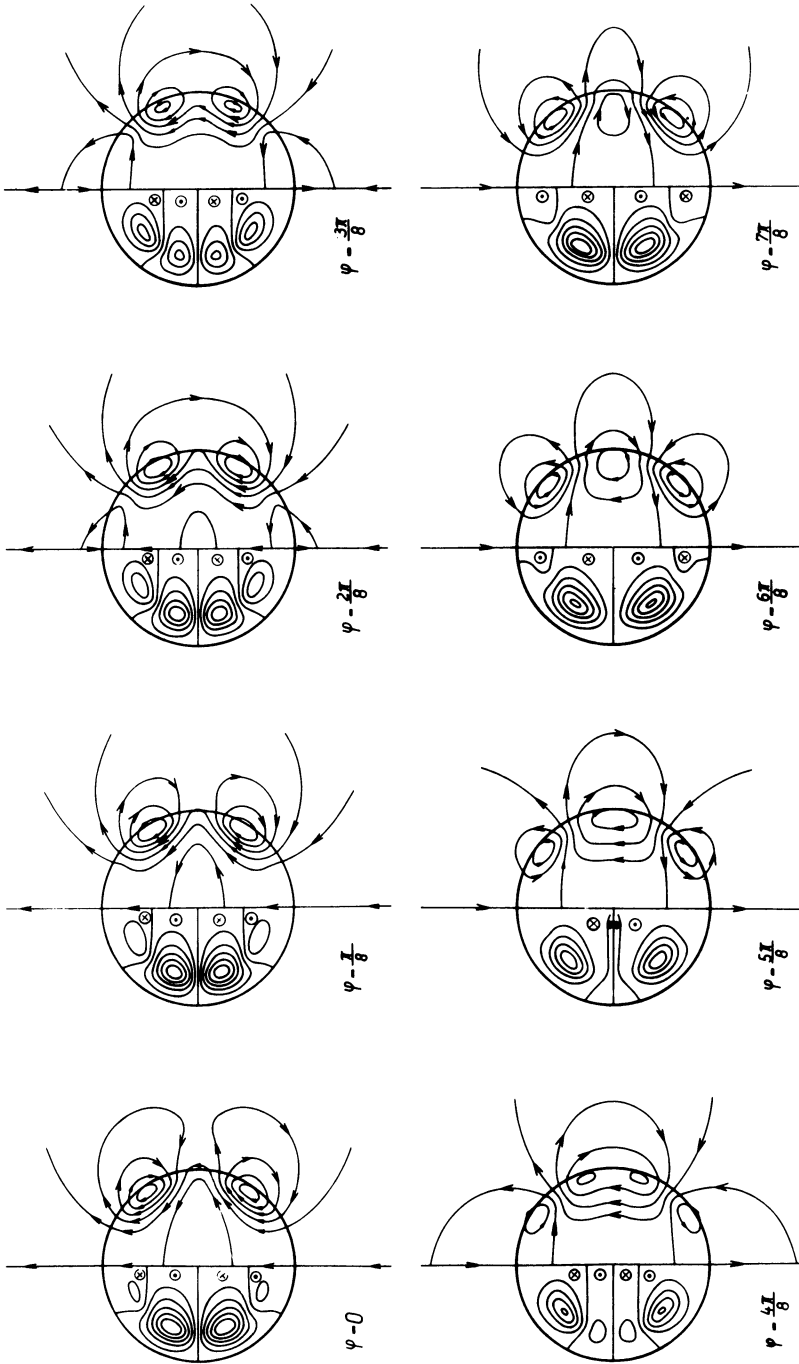 φ = 0
φ = π/8
φ = 2π/8
φ = 3π/8
φ = 4π/8
φ = 5π/8
φ = 6π/8
φ = 7π/8